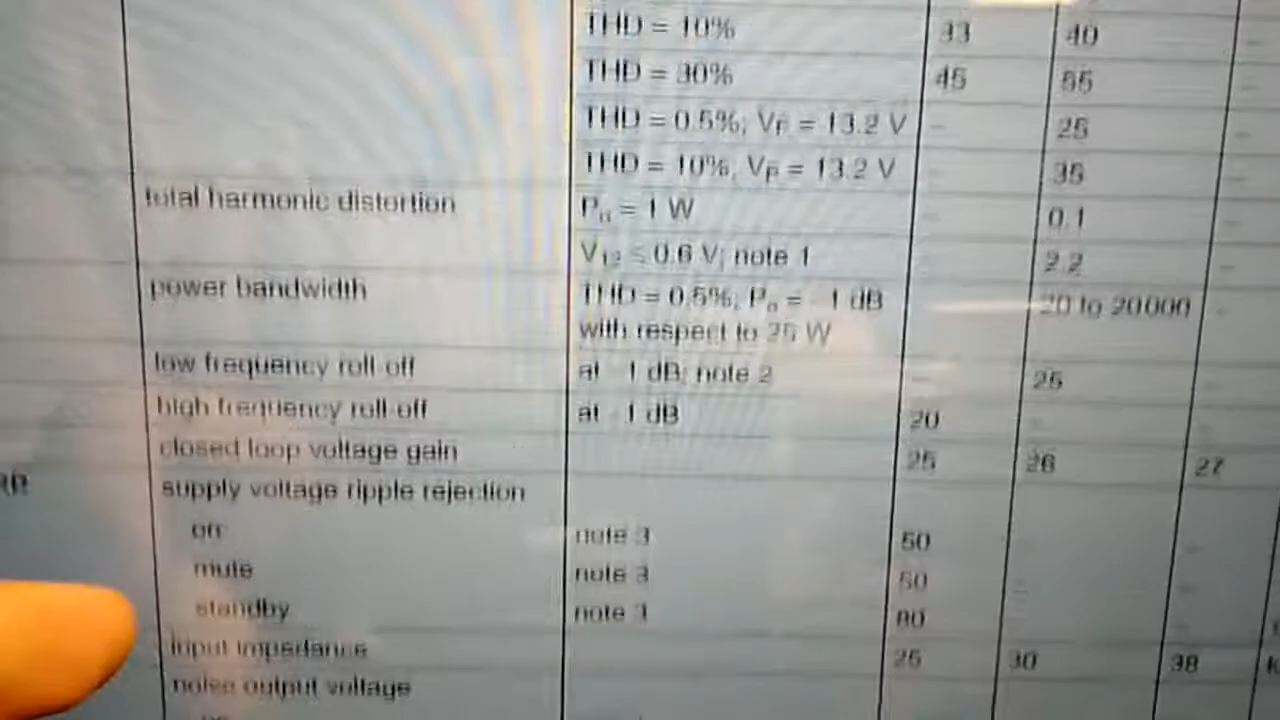 THD = 10% 33 40 –
THD = 30% 45 55 –
THD = 0.5%; VP = 13.2 V – 25 –
THD = 10%; VP = 13.2 V – 35 –
total harmonic distortion Po = 1 W – 0.1 –
≤ 0.6 V; note 1 2.2 –
power bandwidth THD = 0.5%; Po = 1 dB 20 to 20000 –
with respect to 25 W
low frequency roll-off at 1 dB; note 2 – 25 –
high frequency roll-off at 1 dB 20 – –
closed loop voltage gain 25 26 27
RR supply voltage ripple rejection
on note 3 50 – –
mute note 3 50 – –
standby note 3 80 – –
input impedance 25 30 38 k
noise output voltage
on